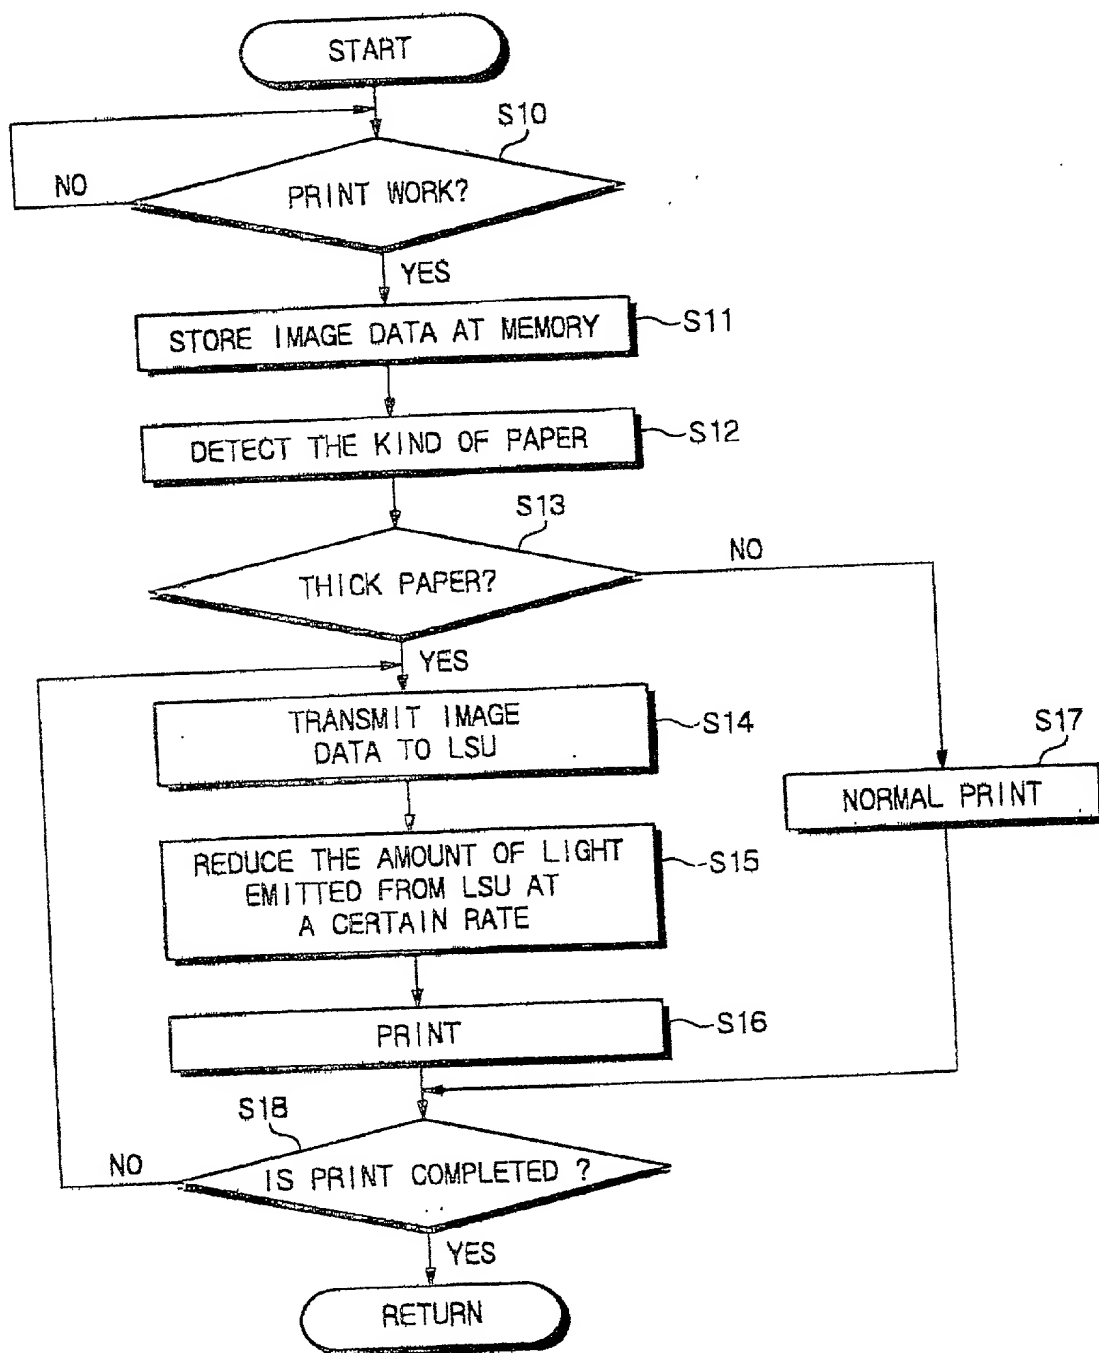 START
S10
NO
PRINT WORK?
YES
STORE IMAGE DATA AT MEMORY
S11
DETECT THE KIND OF PAPER
S12
S13
THICK PAPER?
NO
YES
TRANSMIT IMAGE
DATA TO LSU
S14
S17
NORMAL PRINT
REDUCE THE AMOUNT OF LIGHT
EMITTED FROM LSU AT
A CERTAIN RATE
S15
PRINT
S16
S18
NO
IS PRINT COMPLETED ?
YES
RETURN